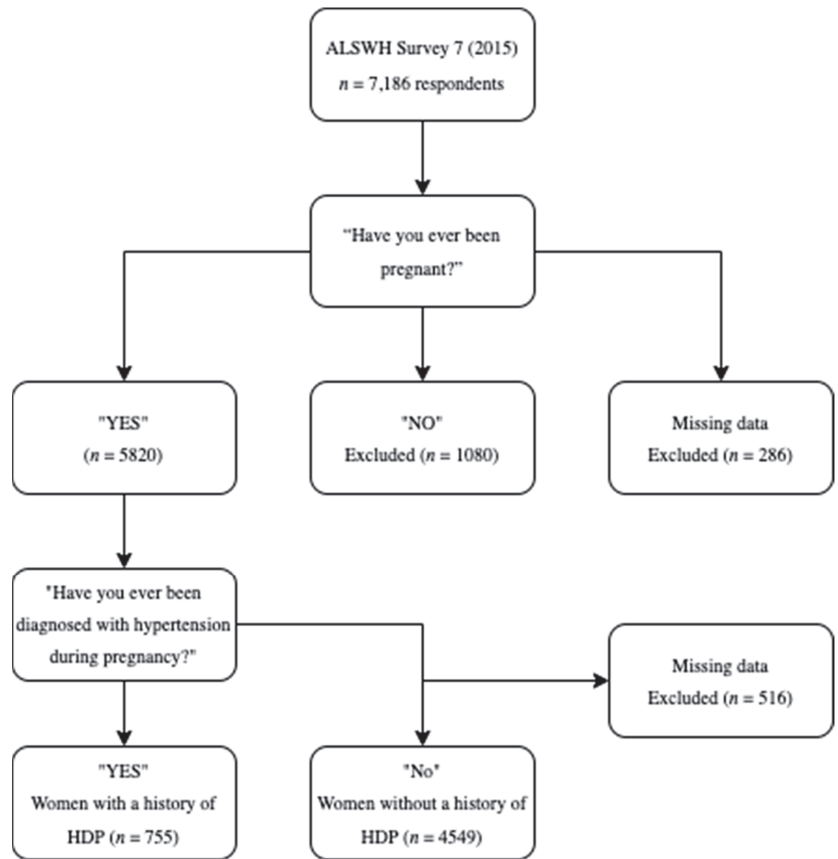 ALSWH Survey 7 (2015)
n = 7,186 respondents
“Have you ever been
pregnant?”
"YES"
(n = 5820)
"NO"
Excluded (n = 1080)
Missing data
Excluded (n = 286)
"Have you ever been
diagnosed with hypertension
during pregnancy?"
Missing data
Excluded (n = 516)
"YES"
Women with a history of
HDP (n = 755)
"No"
Women without a history of
HDP (n = 4549)